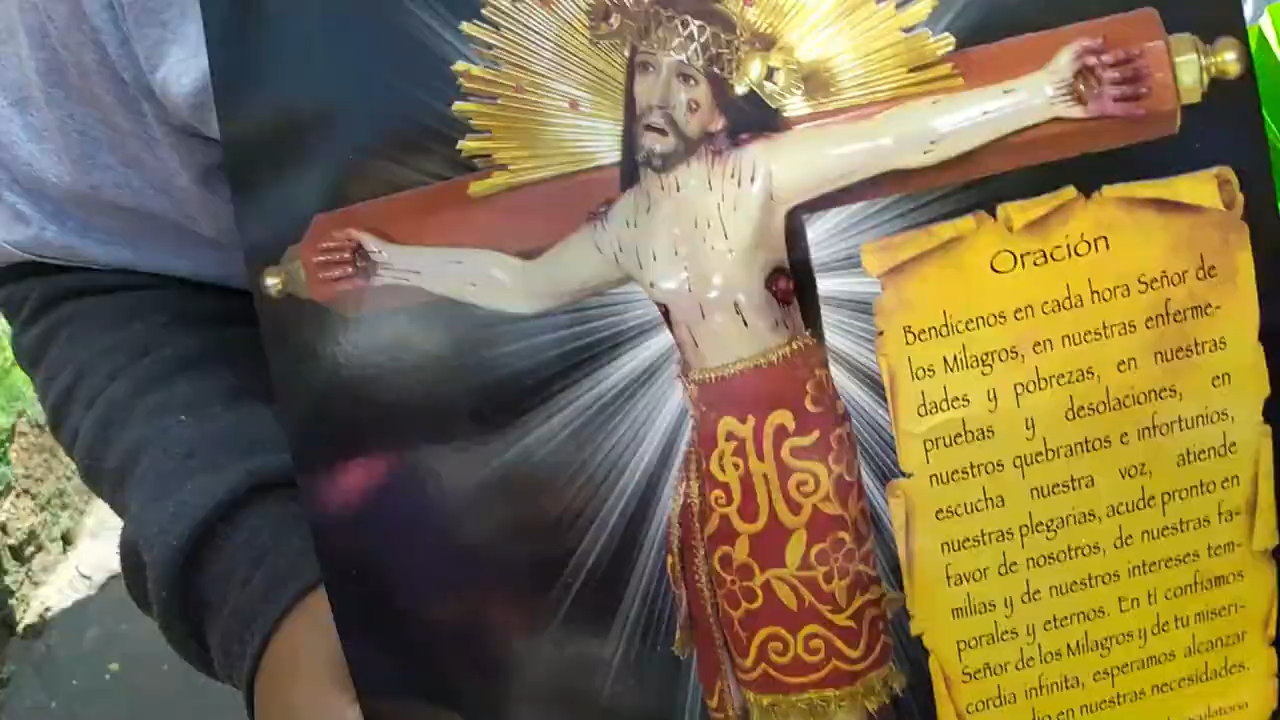 JHS
Oración
Bendicenos en cada hora Señor de
los Milagros, en nuestras enferme-
dades y pobrezas, en nuestras
pruebas y desolaciones, en
nuestros quebrantos e infortunios,
escucha nuestra voz, atiende
nuestras plegarias, acude pronto en
favor de nosotros, de nuestras fa-
milias y de nuestros intereses tem-
porales y eternos. En tí confiamos
Señor de los Milagros y de tu miseri-
cordia infinita, esperamos alcanzar
en nuestras necesidades.